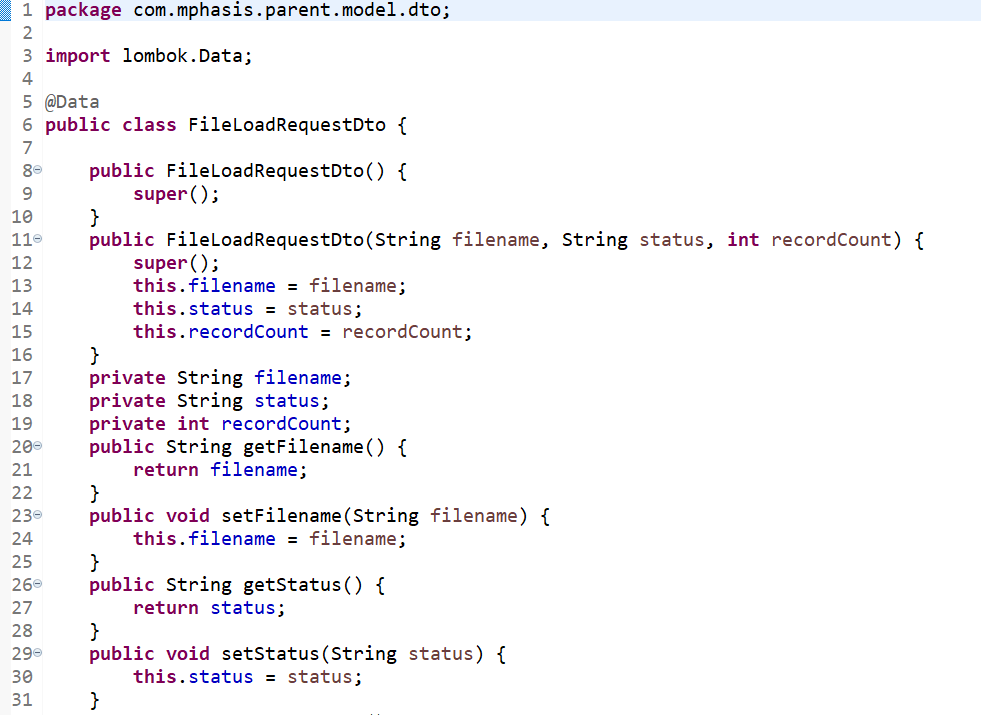 1 package com.mphasis.parent.model.dto;
2
3 import lombok.Data;
4
5 @Data
6 public class FileLoadRequestDto {
7
8 public FileLoadRequestDto() {
9 super();
10 }
11 public FileLoadRequestDto(String filename, String status, int recordCount) {
12 super();
13 this.filename = filename;
14 this.status = status;
15 this.recordCount = recordCount;
16 }
17 private String filename;
18 private String status;
19 private int recordCount;
20 public String getFilename() {
21 return filename;
22 }
23 public void setFilename(String filename) {
24 this.filename = filename;
25 }
26 public String getStatus() {
27 return status;
28 }
29 public void setStatus(String status) {
30 this.status = status;
31 }